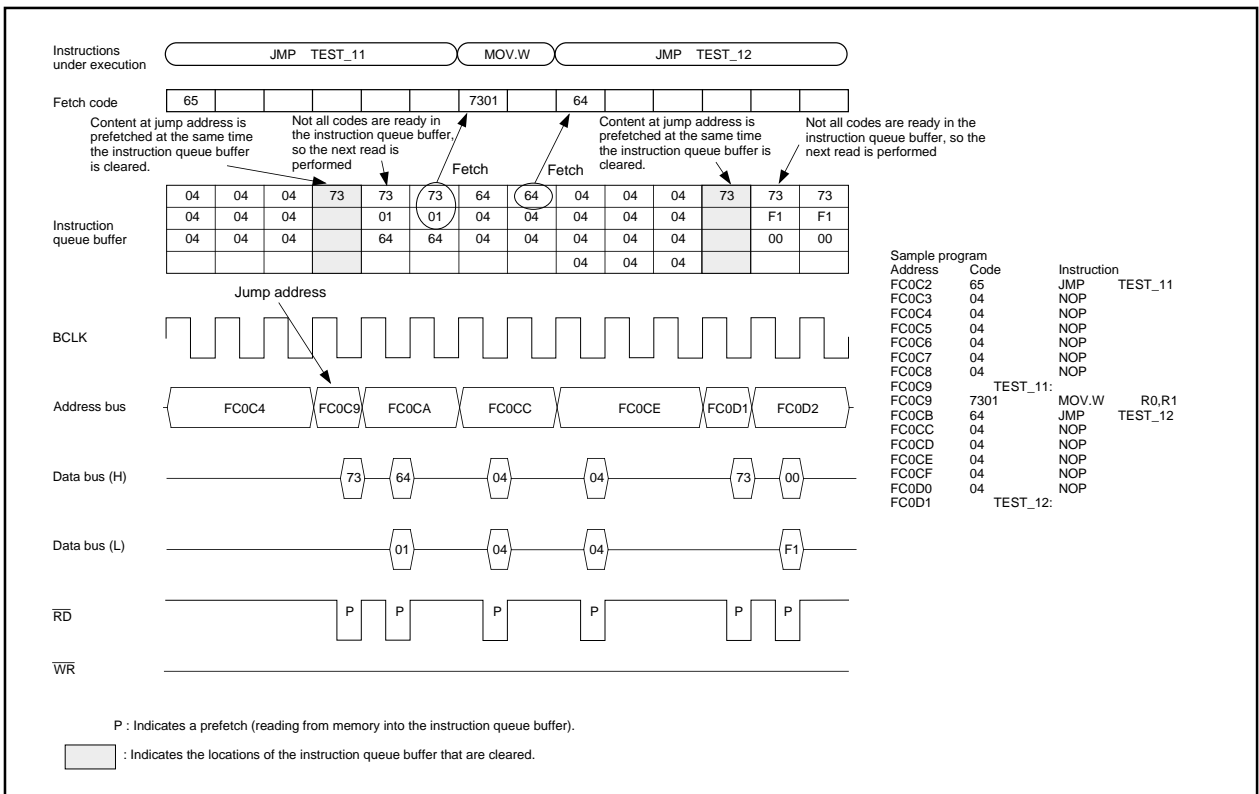 Instructions
under execution
JMP TEST_11
MOV.W
JMP TEST_12
Fetch code
65
7301
64
Content at jump address is
prefetched at the same time
the instruction queue buffer
is cleared.
Not all codes are ready in
the instruction queue buffer,
so the next read is
performed
Fetch
Fetch
Content at jump address is
prefetched at the same time
the instruction queue buffer is
cleared.
Not all codes are ready in the
instruction queue buffer, so the
next read is performed
Instruction
queue buffer
04 04 04 73 73 73 64 64 04 04 04 73 73 73
04 04 04 01 01 04 04 04 04 04 F1 F1
04 04 04 64 64 04 04 04 04 04 00 00
04 04 04
Jump address
BCLK
Address bus
FC0C4 FC0C9 FC0CA FC0CC FC0CE FC0D1 FC0D2
Data bus (H)
73 64 04 04 73 00
Data bus (L)
01 04 04 F1
RD
P P P P P P
WR
P : Indicates a prefetch (reading from memory into the instruction queue buffer).
: Indicates the locations of the instruction queue buffer that are cleared.
Sample program
Address Code Instruction
FC0C2 65 JMP TEST_11
FC0C3 04 NOP
FC0C4 04 NOP
FC0C5 04 NOP
FC0C6 04 NOP
FC0C7 04 NOP
FC0C8 04 NOP
FC0C9 TEST_11:
FC0C9 7301 MOV.W R0,R1
FC0CB 64 JMP TEST_12
FC0CC 04 NOP
FC0CD 04 NOP
FC0CE 04 NOP
FC0CF 04 NOP
FC0D0 04 NOP
FC0D1 TEST_12: